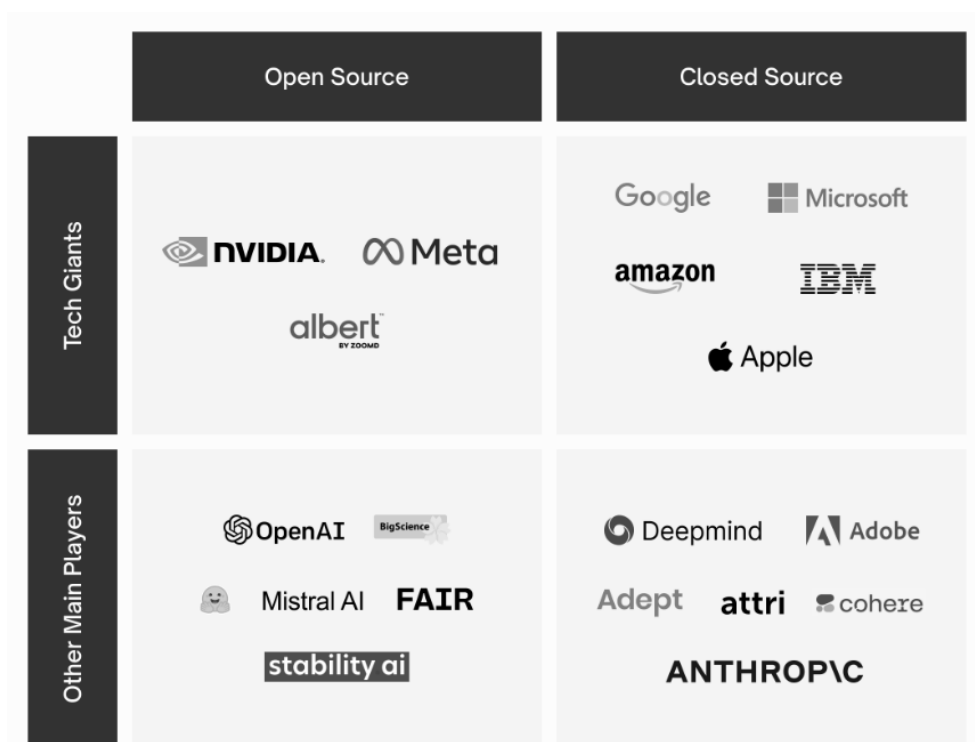 Open Source
Closed Source
Tech Giants
NVIDIA.
Meta
albert™
BY ZOOMD
Google
Microsoft
amazon
IBM
Apple
Other Main Players
OpenAI
BigScience
Mistral AI
FAIR
stability ai
Deepmind
Adobe
Adept
attri
cohere
ANTHROP\C